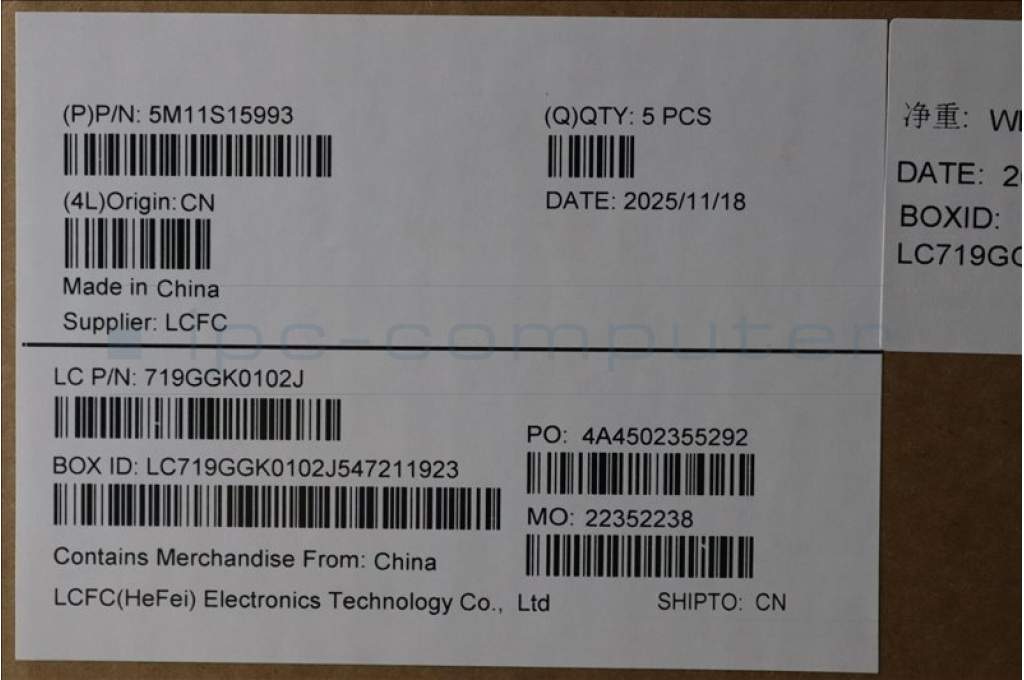 (P)P/N: 5M11S15993
(Q)QTY: 5 PCS
(4L)Origin: CN
DATE: 2025/11/18
Made in China
Supplier: LCFC
ipc-computer
LC P/N: 719GGK0102J
PO: 4A4502355292
BOX ID: LC719GGK0102J547211923
MO: 22352238
Contains Merchandise From: China
LCFC(HeFei) Electronics Technology Co., Ltd
SHIPTO: CN
净重:
DATE:
BOXID: